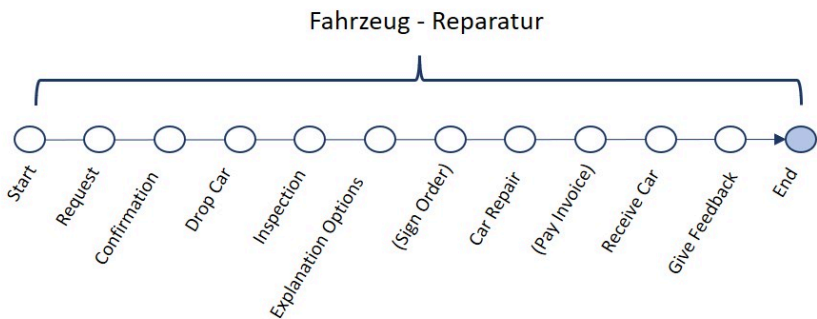 Fahrzeug - Reparatur
Start
Request
Confirmation
Drop Car
Inspection
Explanation Options
(Sign Order)
Car Repair
(Pay Invoice)
Receive Car
Give Feedback
End